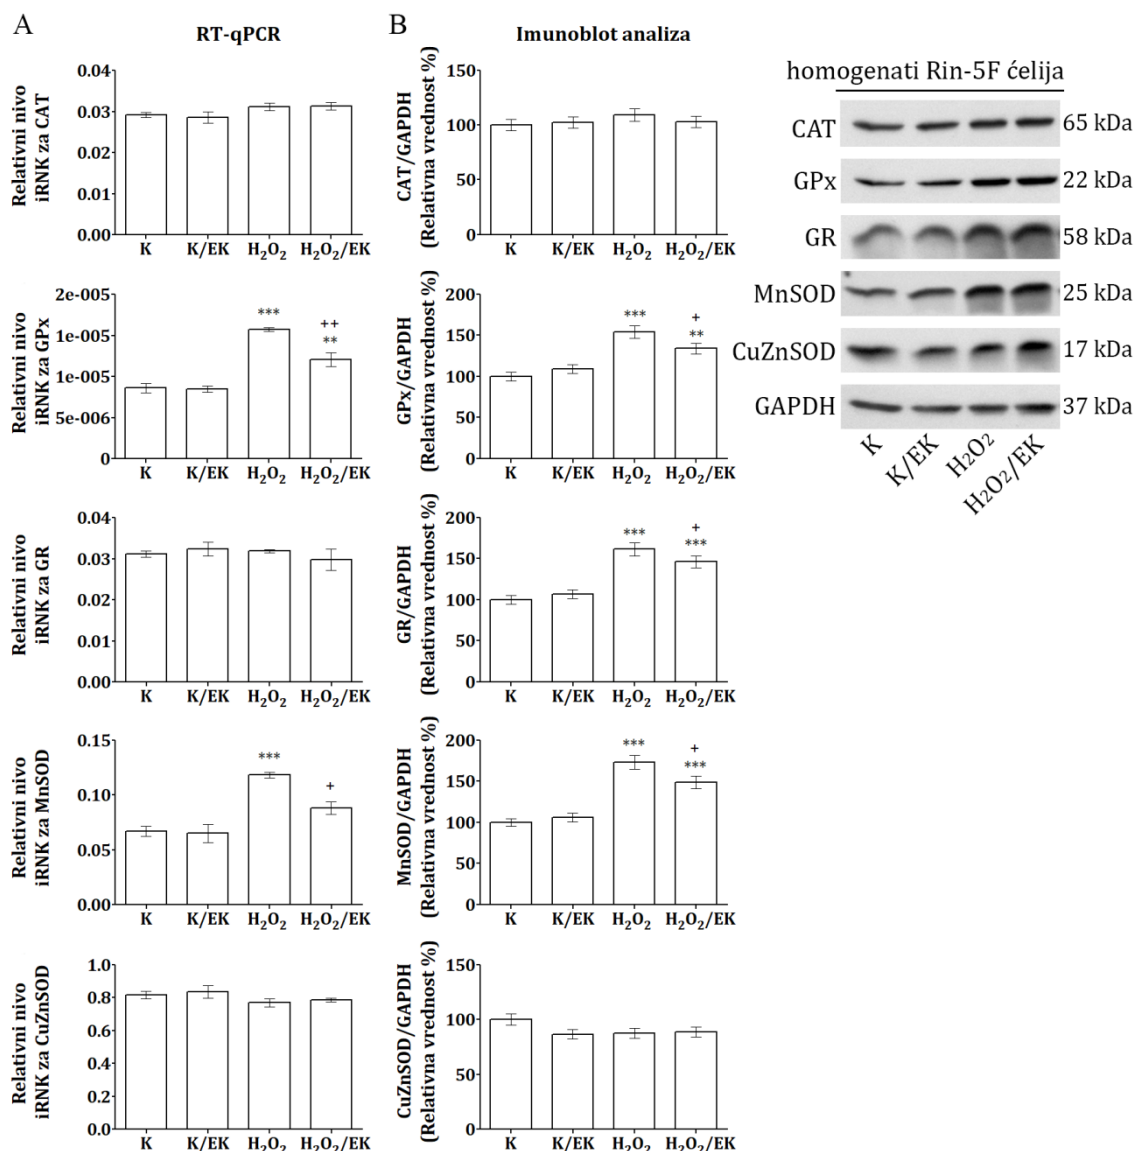 A
RT-qPCR
B
Imunoblot analiza
Relativni nivo
iRNK za CAT
0.04
0.03
0.02
0.01
0.00
K K/EK H₂O₂ H₂O₂/EK
CAT/GAPDH
(Relativna vrednost %)
150
100
50
0
K K/EK H₂O₂ H₂O₂/EK
Relativni nivo
iRNK za GPx
2e-005
1e-005
1e-005
5e-006
0
***
++
**
K K/EK H₂O₂ H₂O₂/EK
GPx/GAPDH
(Relativna vrednost %)
200
150
100
50
0
***
+
**
K K/EK H₂O₂ H₂O₂/EK
Relativni nivo
iRNK za GR
0.04
0.03
0.02
0.01
0.00
K K/EK H₂O₂ H₂O₂/EK
GR/GAPDH
(Relativna vrednost %)
200
150
100
50
0
***
+
***
K K/EK H₂O₂ H₂O₂/EK
Relativni nivo
iRNK za MnSOD
0.15
0.10
0.05
0.00
***
+
K K/EK H₂O₂ H₂O₂/EK
MnSOD/GAPDH
(Relativna vrednost %)
200
150
100
50
0
***
+
***
K K/EK H₂O₂ H₂O₂/EK
Relativni nivo
iRNK za CuZnSOD
1.0
0.8
0.6
0.4
0.2
0.0
K K/EK H₂O₂ H₂O₂/EK
CuZnSOD/GAPDH
(Relativna vrednost %)
150
100
50
0
K K/EK H₂O₂ H₂O₂/EK
homogenati Rin-5F ćelija
CAT 65 kDa
GPx 22 kDa
GR 58 kDa
MnSOD 25 kDa
CuZnSOD 17 kDa
GAPDH 37 kDa
K
K/EK
H₂O₂
H₂O₂/EK